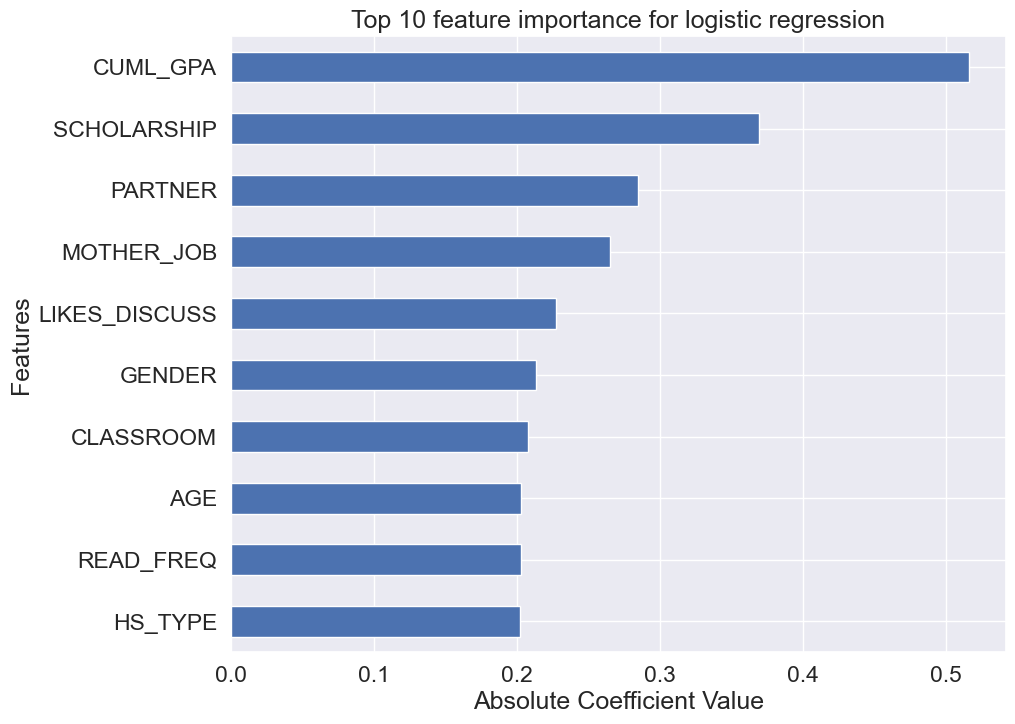 Top 10 feature importance for logistic regression
Features
CUML_GPA
SCHOLARSHIP
PARTNER
MOTHER_JOB
LIKES_DISCUSS
GENDER
CLASSROOM
AGE
READ_FREQ
HS_TYPE
0.0 0.1 0.2 0.3 0.4 0.5
Absolute Coefficient Value